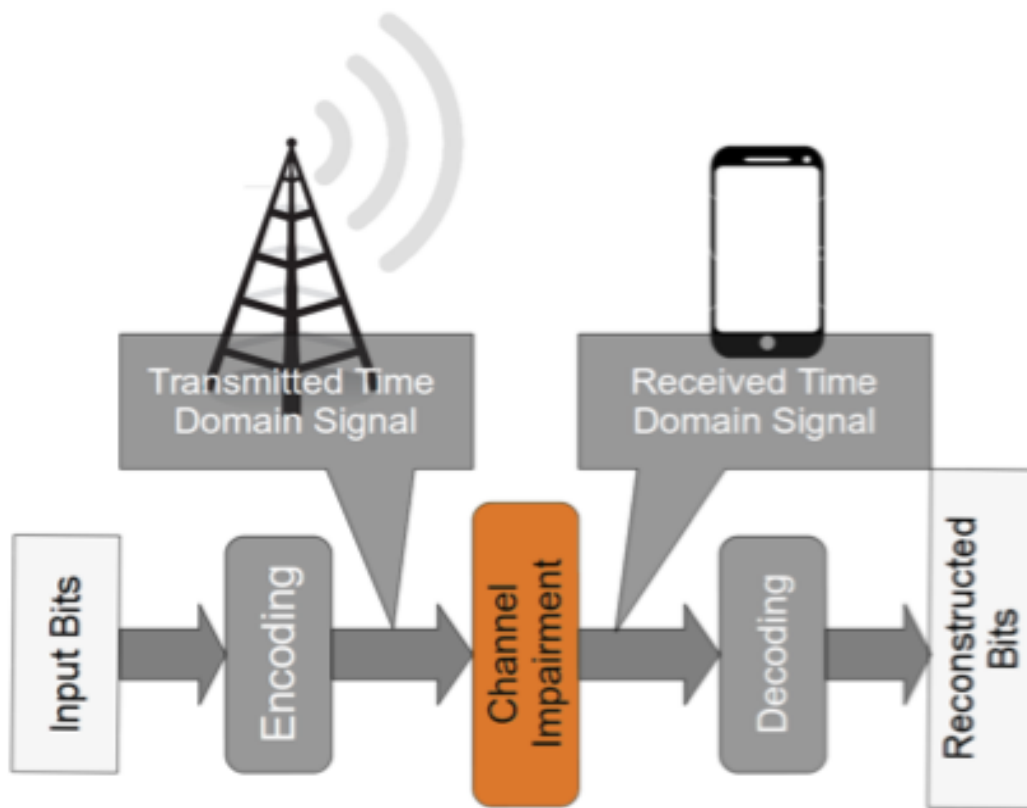 Transmitted Time
Domain Signal
Received Time
Domain Signal
Input Bits
Encoding
Channel
Impairment
Decoding
Reconstructed
Bits